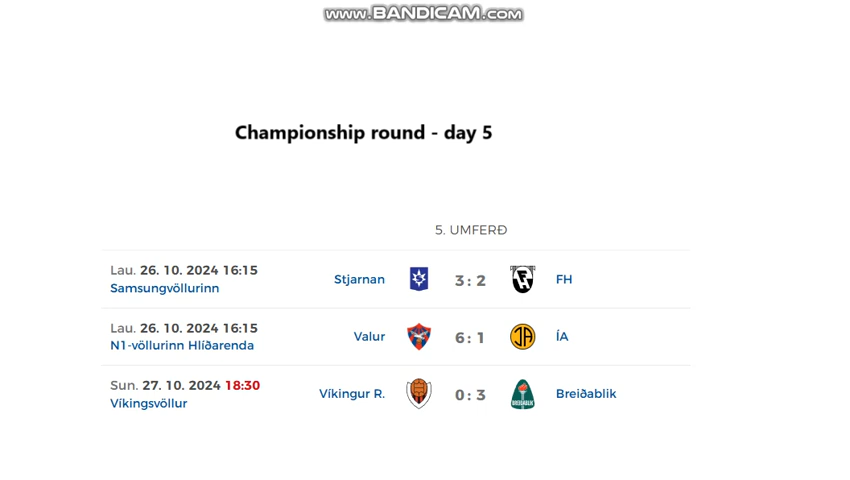 www.BANDICAM.com
Championship round - day 5
5. UMFERÐ
Lau. 26. 10. 2024 16:15
Samsungvöllurinn
Stjarnan 3 : 2 FH
Lau. 26. 10. 2024 16:15
N1-völlurinn Hlíðarenda
Valur 6 : 1 ÍA
Sun. 27. 10. 2024 18:30
Víkingsvöllur
Víkingur R. 0 : 3 Breiðablik